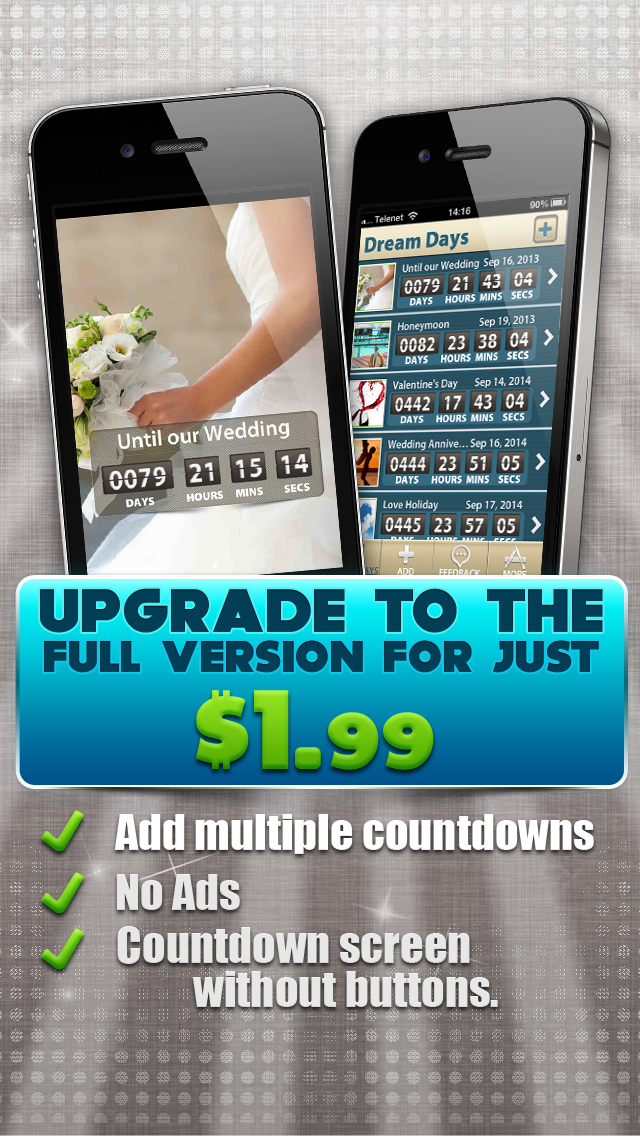 Until our Wedding
0079 21 15 14
DAYS HOURS MINS SECS
Telenet 14:16 90%
Dream Days
Until our Wedding Sep 16, 2013
0079 21 43 04
DAYS HOURS MINS SECS
Honeymoon Sep 19, 2013
0082 23 38 04
DAYS HOURS MINS SECS
Valentine's Day Sep 14, 2014
0442 17 43 04
DAYS HOURS MINS SECS
Wedding Annive... Sep 16, 2014
0444 23 51 05
DAYS HOURS MINS SECS
Love Holiday Sep 17, 2014
0445 23 57 05
DAYS HOURS MINS SECS
ADD FEEDBACK MORE
UPGRADE TO THE
FULL VERSION FOR JUST
$1.99
Add multiple countdowns
No Ads
Countdown screen
without buttons.